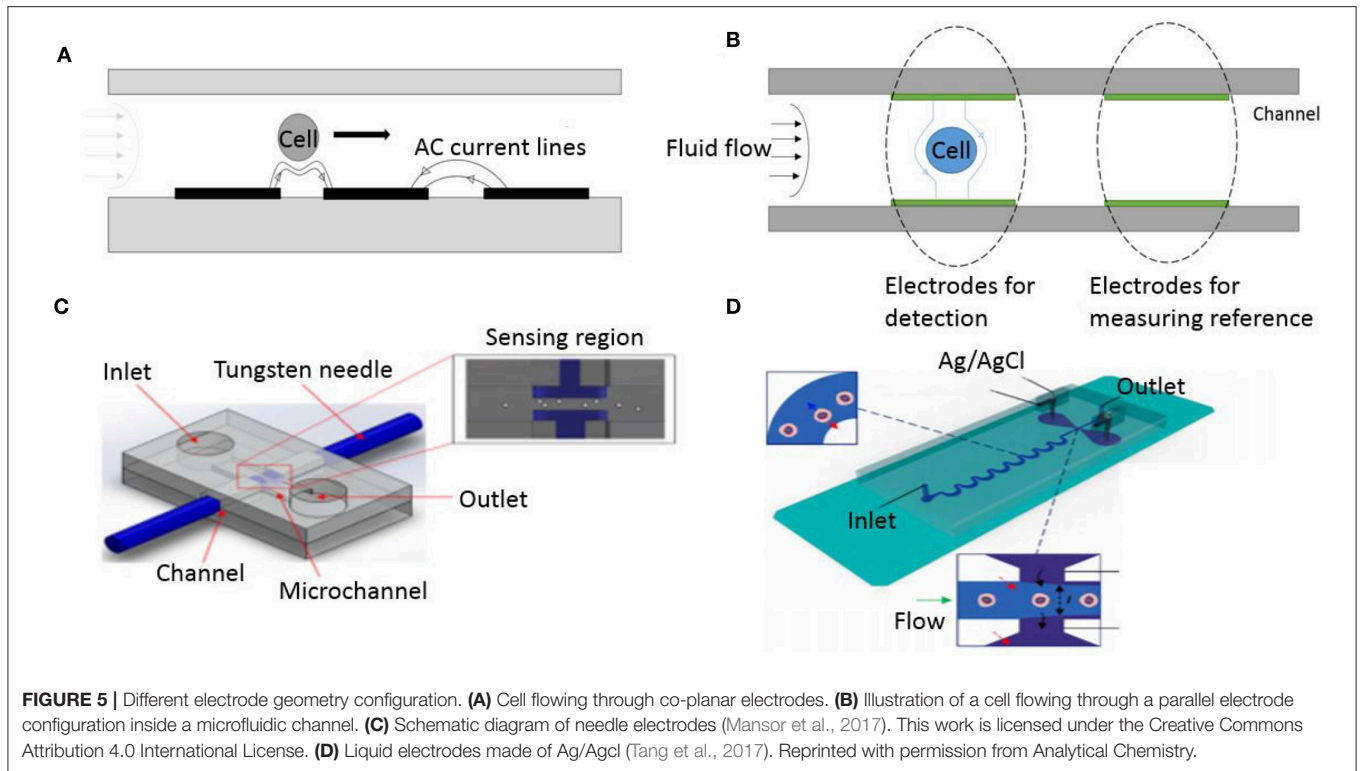 A
Cell
AC current lines
B
Fluid flow
Cell
Channel
Electrodes for
detection
Electrodes for
measuring reference
C
Inlet
Tungsten needle
Sensing region
Outlet
Channel
Microchannel
D
Ag/AgCl
Outlet
Inlet
Flow
FIGURE 5 | Different electrode geometry configuration. (A) Cell flowing through co-planar electrodes. (B) Illustration of a cell flowing through a parallel electrode
configuration inside a microfluidic channel. (C) Schematic diagram of needle electrodes (Mansor et al., 2017). This work is licensed under the Creative Commons
Attribution 4.0 International License. (D) Liquid electrodes made of Ag/Agcl (Tang et al., 2017). Reprinted with permission from Analytical Chemistry.